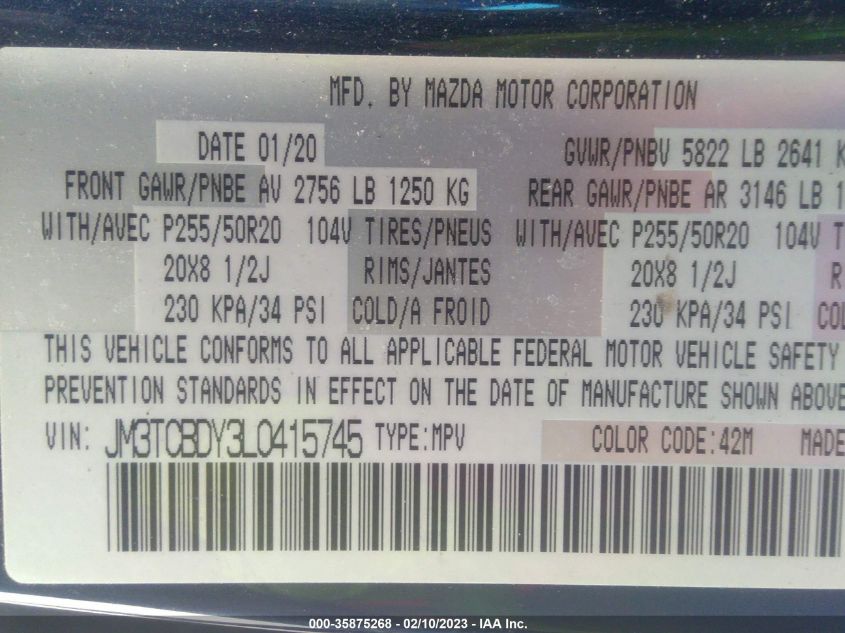 MFD. BY MAZDA MOTOR CORPORATION
DATE 01/20 GVWR/PNBV 5822 LB 2641 K
FRONT GAWR/PNBE AV 2756 LB 1250 KG REAR GAWR/PNBE AR 3146 LB 1
WITH/AVEC P255/50R20 104V TIRES/PNEUS WITH/AVEC P255/50R20 104V T
20X8 1/2J RIMS/JANTES 20X8 1/2J R
230 KPA/34 PSI COLD/A FROID 230 KPA/34 PSI COL
THIS VEHICLE CONFORMS TO ALL APPLICABLE FEDERAL MOTOR VEHICLE SAFETY
PREVENTION STANDARDS IN EFFECT ON THE DATE OF MANUFACTURE SHOWN ABOVE
VIN: JM3TCBDY3L0415745 TYPE:MPV COLOR CODE:42M MADE
000-35875268 - 02/10/2023 - IAA Inc.